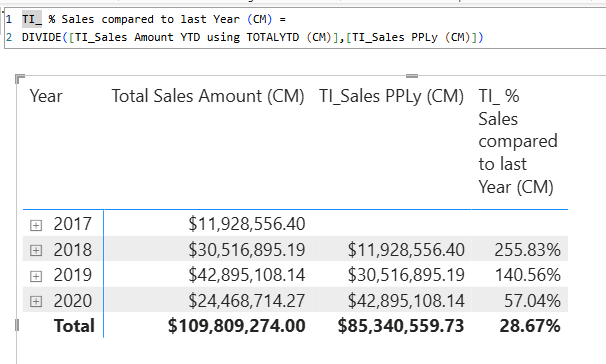 1 TI_ % Sales compared to last Year (CM) =
2 DIVIDE([TI_Sales Amount YTD using TOTALYTD (CM)],[TI_Sales PPLy (CM)])
Year Total Sales Amount (CM) TI_Sales PPLy (CM) TI_ %
Sales
compared
to last
Year (CM)
2017 $11,928,556.40
2018 $30,516,895.19 $11,928,556.40 255.83%
2019 $42,895,108.14 $30,516,895.19 140.56%
2020 $24,468,714.27 $42,895,108.14 57.04%
Total $109,809,274.00 $85,340,559.73 28.67%